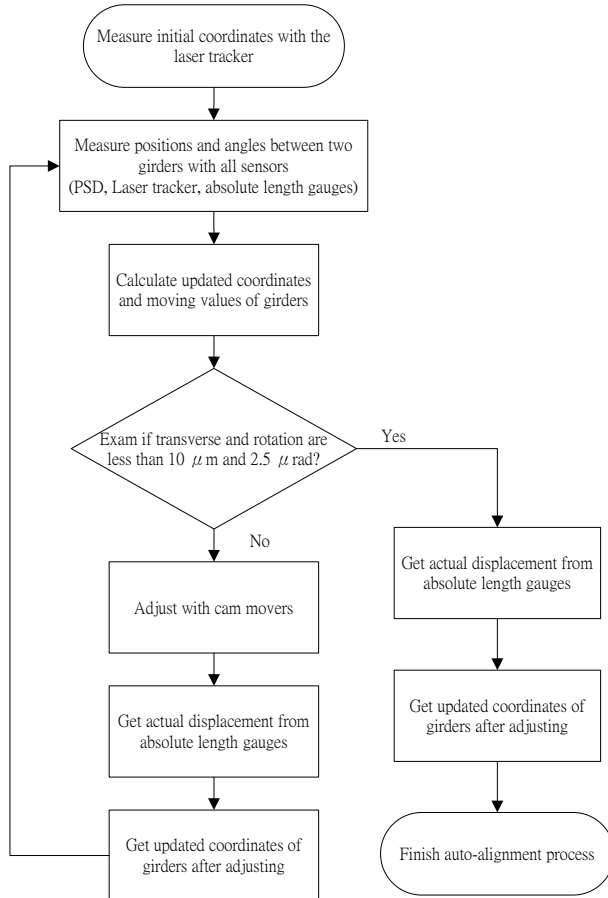 Measure initial coordinates with the
laser tracker
Measure positions and angles between two
girders with all sensors
(PSD, Laser tracker, absolute length gauges)
Calculate updated coordinates
and moving values of girders
Exam if transverse and rotation are
less than 10 μm and 2.5 μrad?
Yes
No
Adjust with cam movers
Get actual displacement from
absolute length gauges
Get updated coordinates of
girders after adjusting
Get actual displacement from
absolute length gauges
Get updated coordinates of
girders after adjusting
Finish auto-alignment process